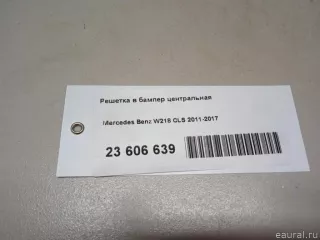 Решетка в бампер центральная
Mercedes Benz W218 CLS 2011-2017
23 606 639
eaural.ru